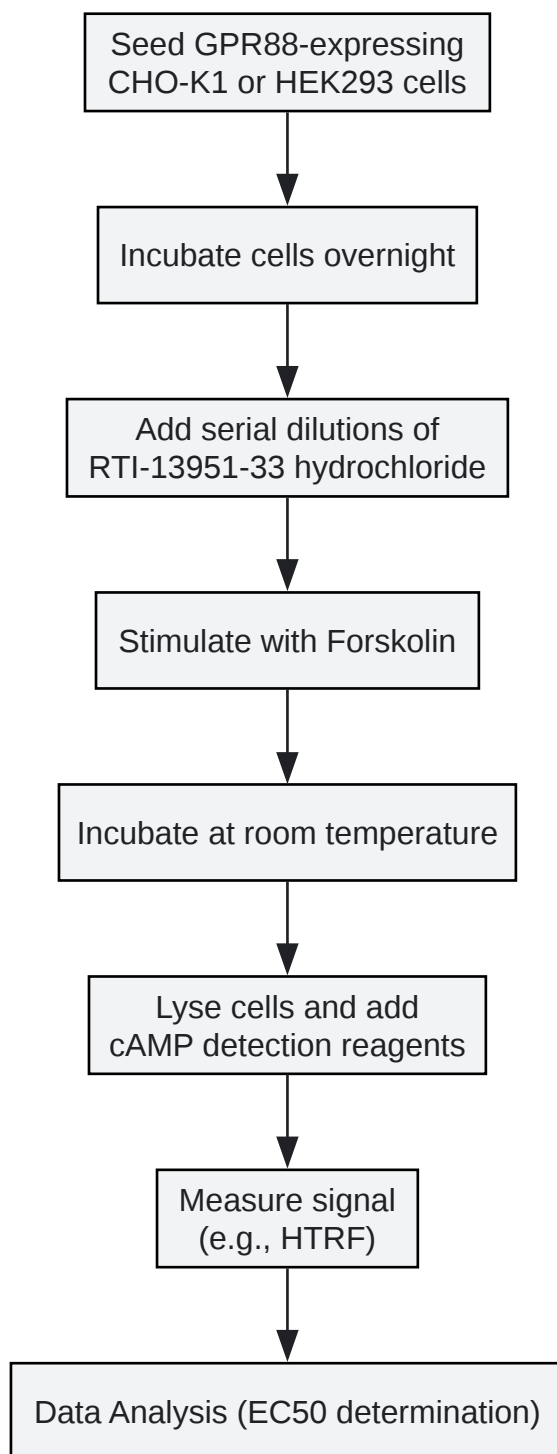 Seed GPR88-expressing
CHO-K1 or HEK293 cells
Incubate cells overnight
Add serial dilutions of
RTI-13951-33 hydrochloride
Stimulate with Forskolin
Incubate at room temperature
Lyse cells and add
cAMP detection reagents
Measure signal
(e.g., HTRF)
Data Analysis (EC50 determination)